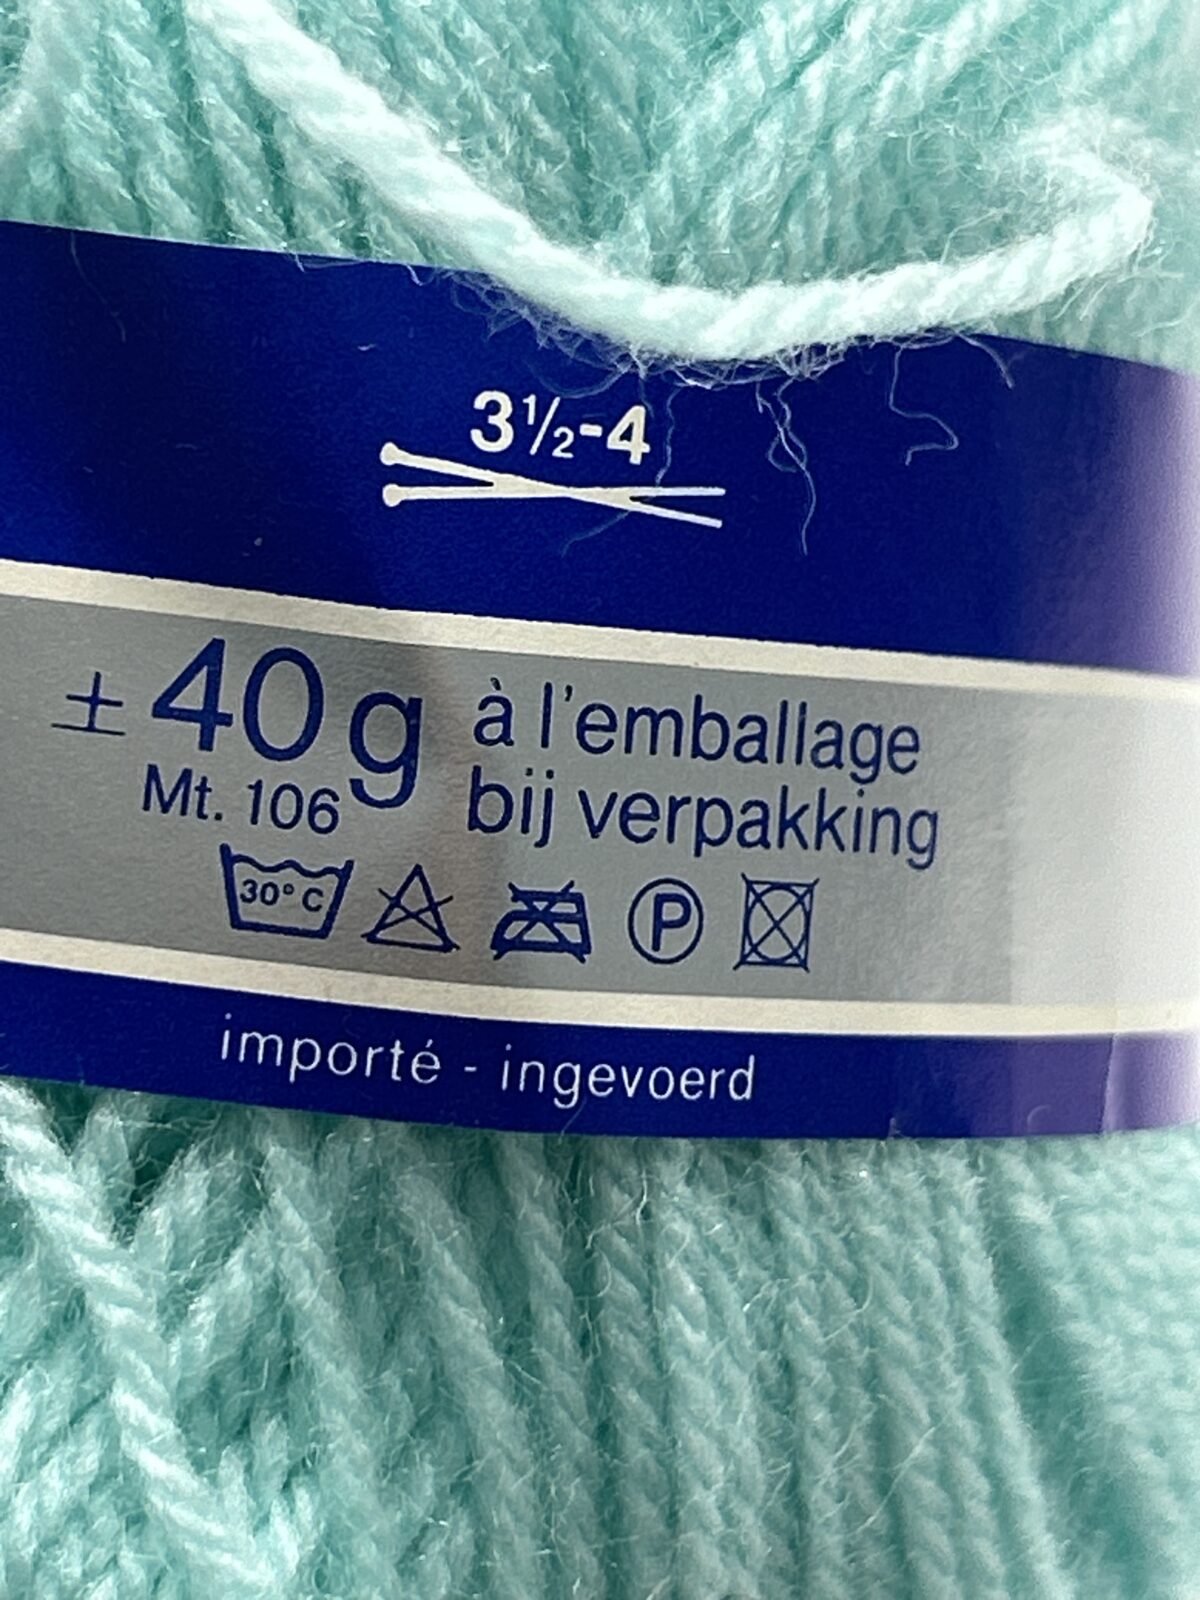 3½-4
± 40 g à l'emballage
Mt. 106 bij verpakking
30° C P
importé - ingevoerd